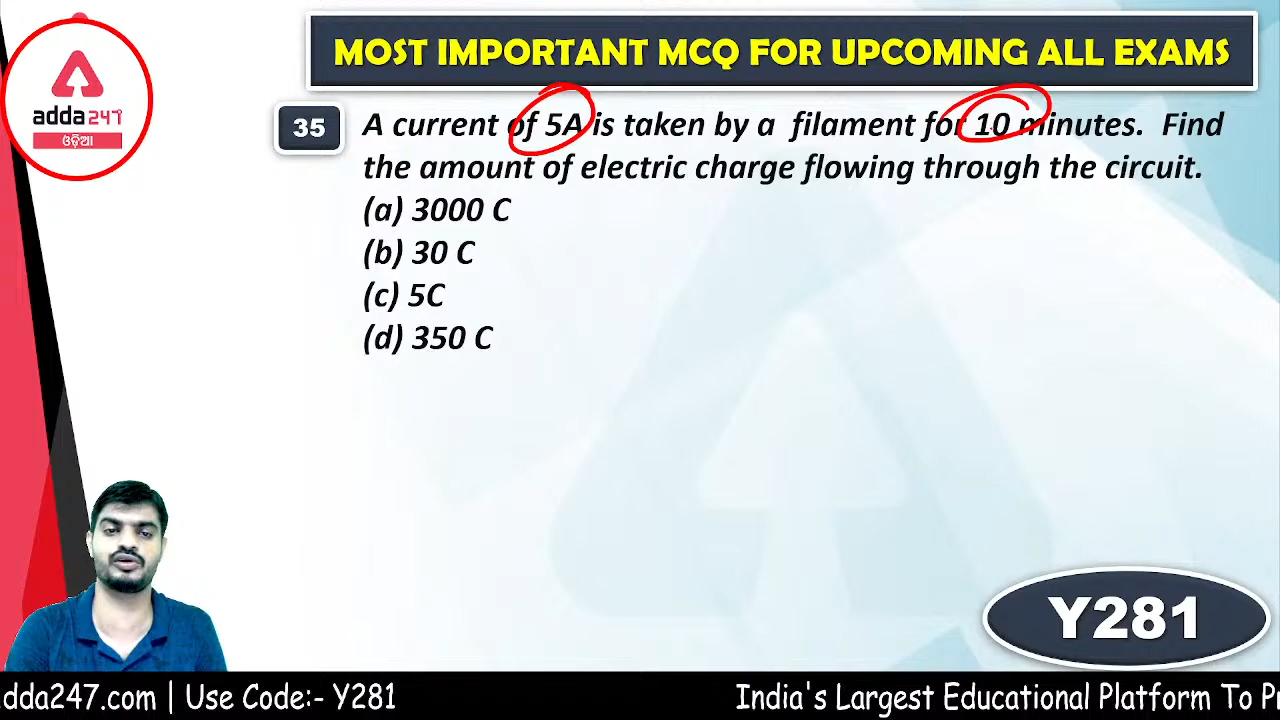 MOST IMPORTANT MCQ FOR UPCOMING ALL EXAMS
adda247
ଓଡ଼ିଆ
35
A current of 5A is taken by a filament for 10 minutes. Find
the amount of electric charge flowing through the circuit.
(a) 3000 C
(b) 30 C
(c) 5C
(d) 350 C
Y281
dda247.com | Use Code:- Y281
India's Largest Educational Platform To P